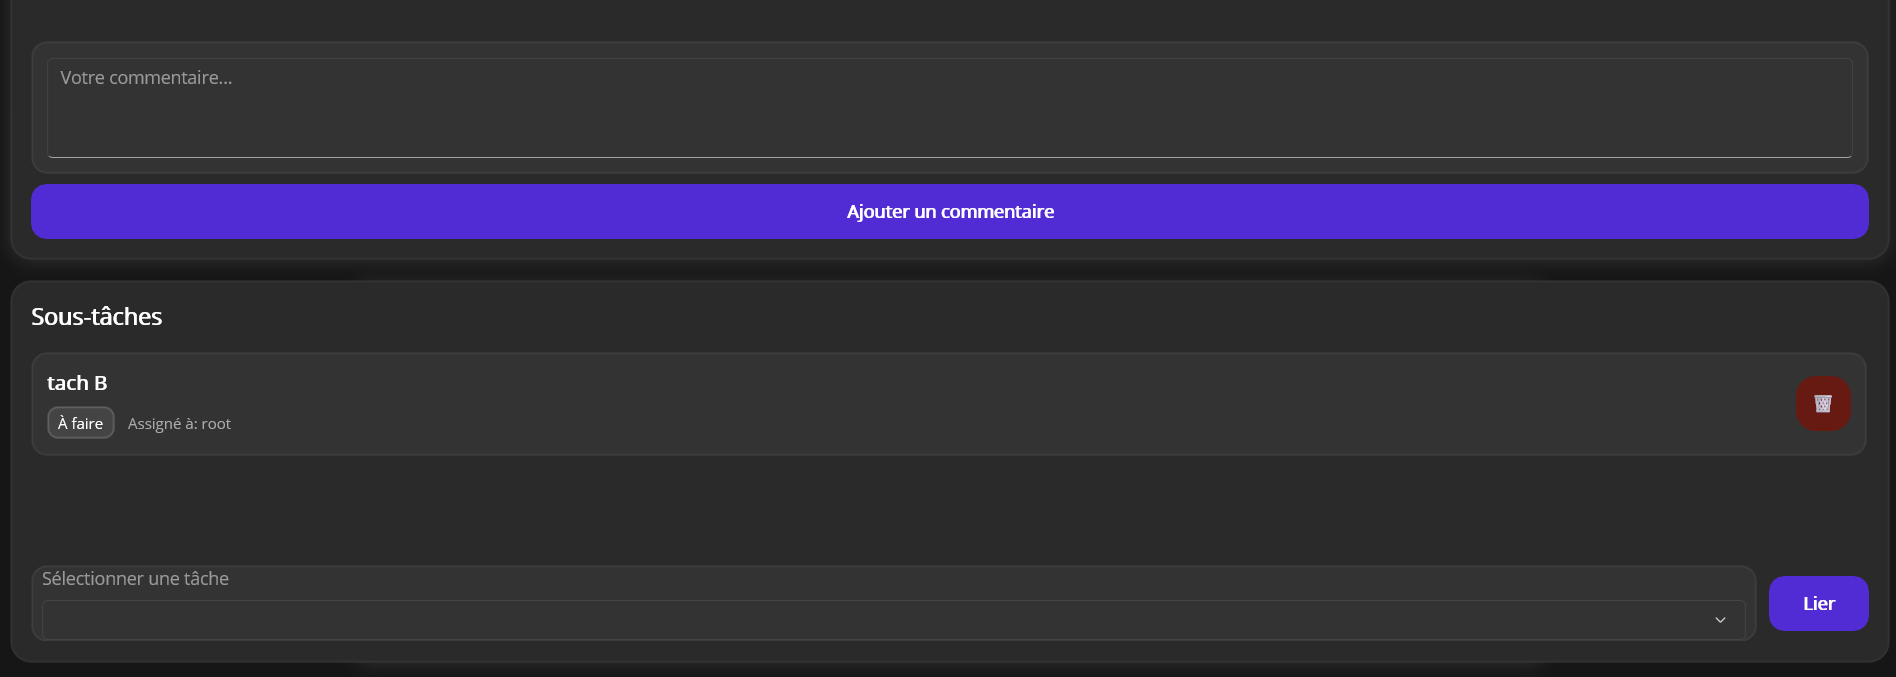 Votre commentaire...
Ajouter un commentaire
Sous-tâches
tach B
À faire
Assigné à: root
Sélectionner une tâche
Lier